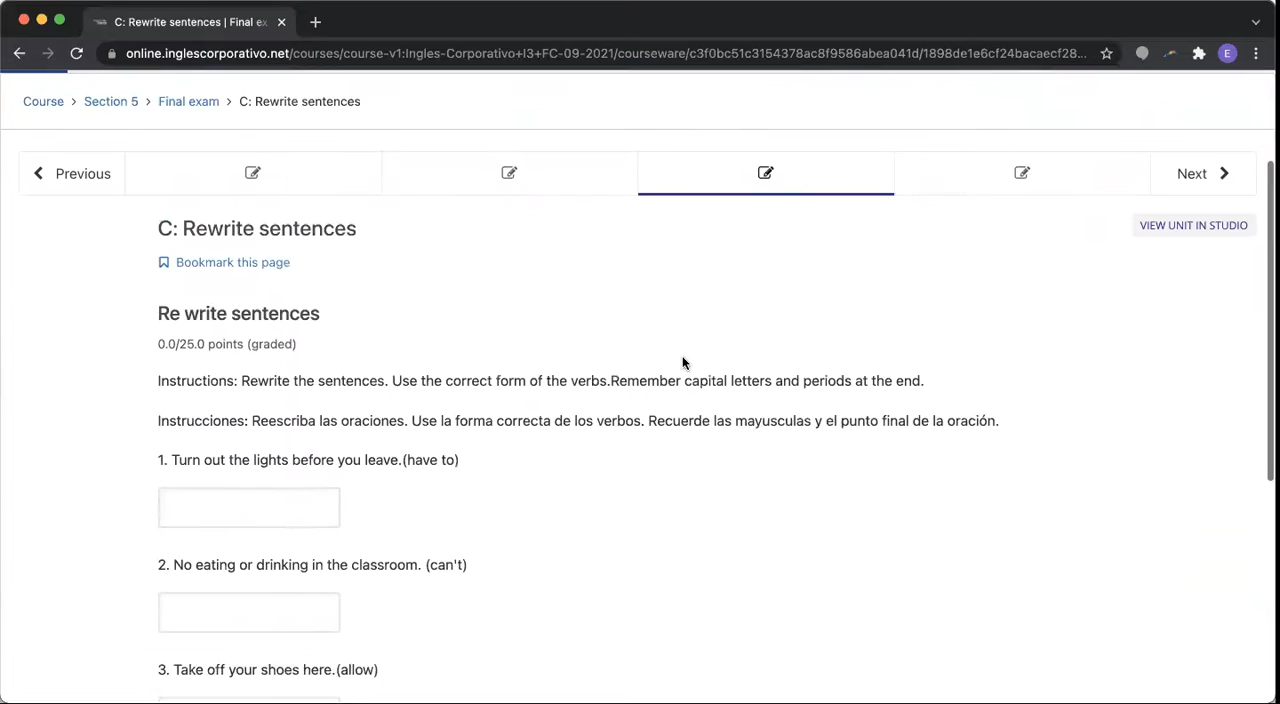 C: Rewrite sentences | Final ex
online.inglescorporativo.net/courses/course-v1:Ingles-Corporativo+I3+FC-09-2021/courseware/c3f0bc51c3154378ac8f9586abea041d/1898de1e6cf24bacaecf28...
E
Course > Section 5 > Final exam > C: Rewrite sentences
Previous
Next
C: Rewrite sentences
VIEW UNIT IN STUDIO
Bookmark this page
Re write sentences
0.0/25.0 points (graded)
Instructions: Rewrite the sentences. Use the correct form of the verbs.Remember capital letters and periods at the end.
Instrucciones: Reescriba las oraciones. Use la forma correcta de los verbos. Recuerde las mayusculas y el punto final de la oración.
1. Turn out the lights before you leave.(have to)
2. No eating or drinking in the classroom. (can't)
3. Take off your shoes here.(allow)